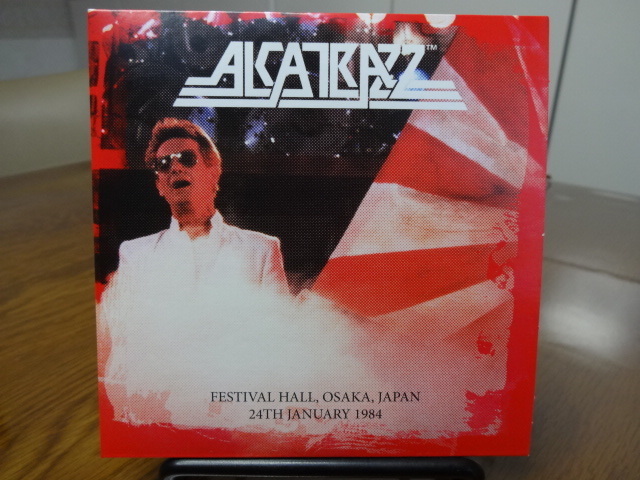 ALCATRAZZ™
FESTIVAL HALL, OSAKA, JAPAN
24TH JANUARY 1984